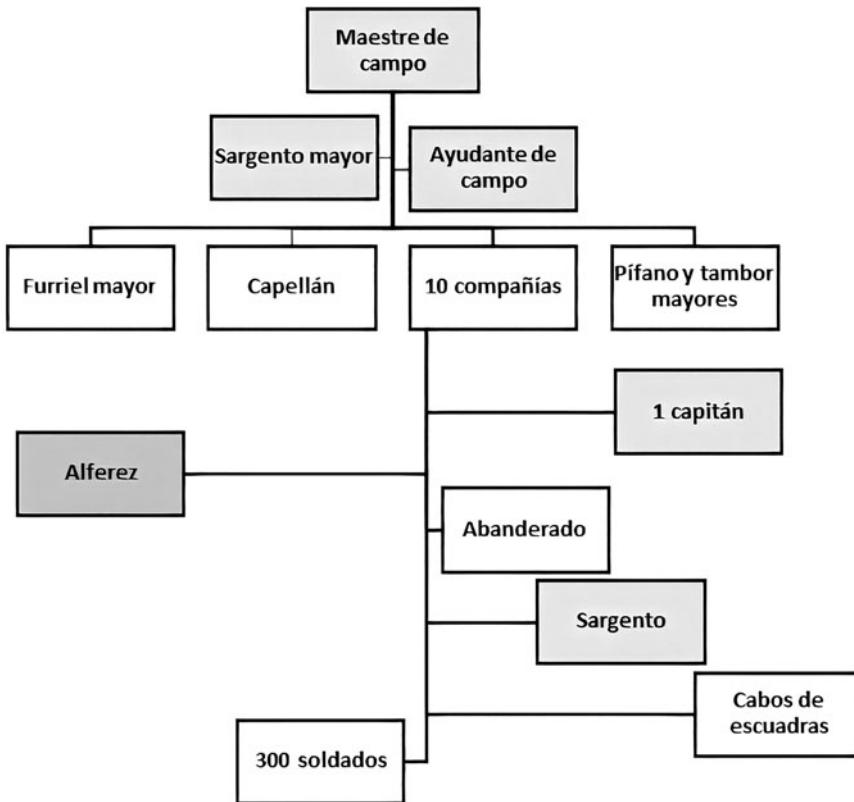 Maestre de
campo
Sargento mayor
Ayudante de
campo
Furriel mayor
Capellán
10 compañías
Pífano y tambor
mayores
1 capitán
Alferez
Abanderado
Sargento
Cabos de
escuadras
300 soldados